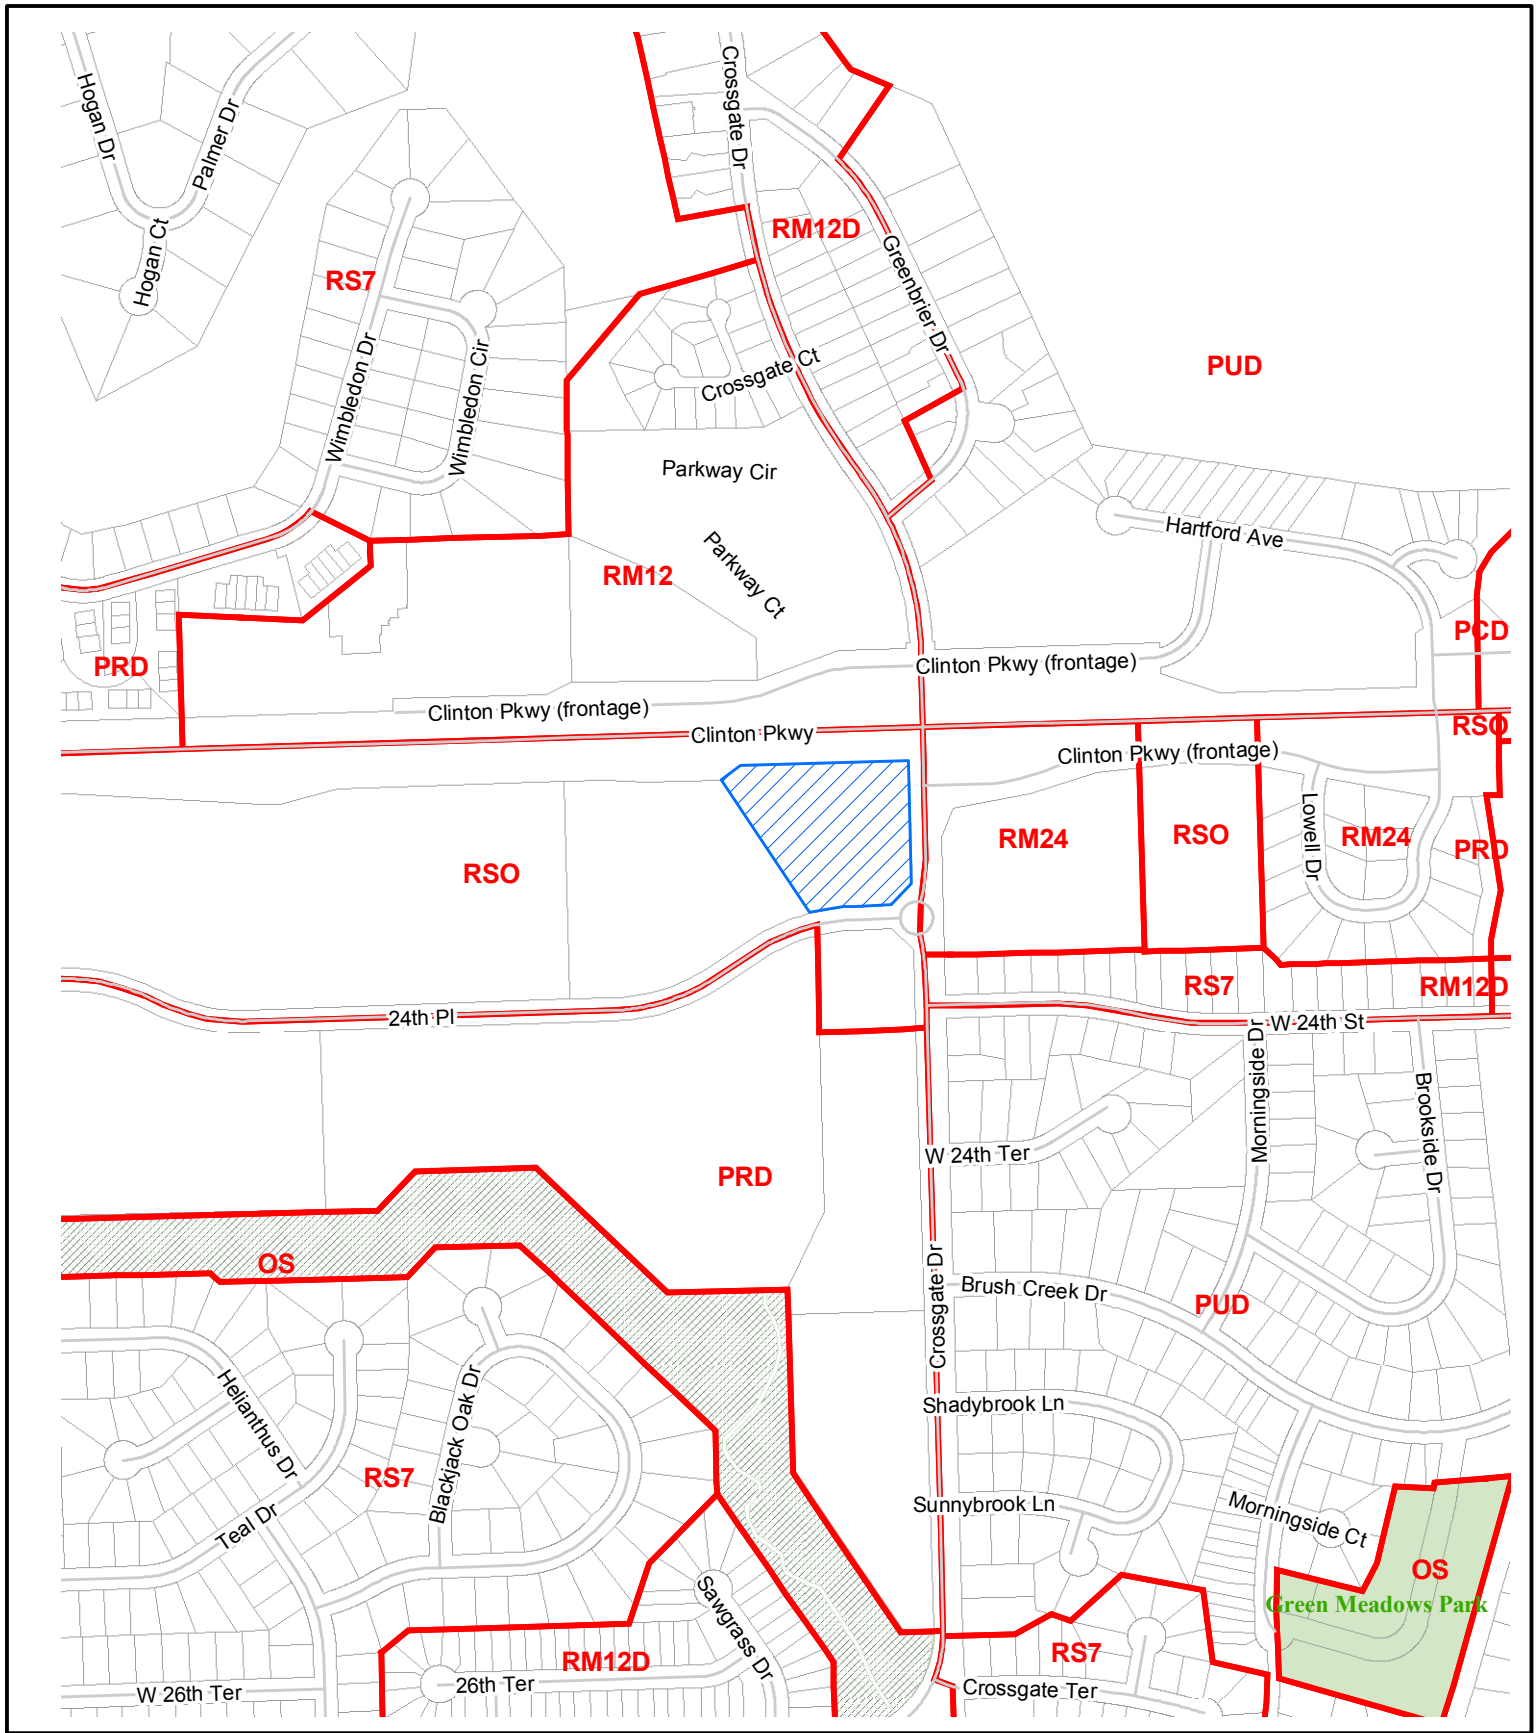 Crossgate Dr
Hogan Dr
Palmer Dr
Hogan Ct
RM12D
RS7
Greenbrier Dr
Wimbledon Dr
Wimbledon Cir
Crossgate Ct
PUD
Parkway Cir
Parkway Ct
Hartford Ave
RM12
PRD
PCD
Clinton Pkwy (frontage)
Clinton Pkwy (frontage)
Clinton Pkwy
RSO
Clinton Pkwy (frontage)
Lowell Dr
RM24
RSO
RM24
PRD
RSO
RS7
RM12D
24th Pl
W 24th St
Morningside Dr
Brookside Dr
W 24th Ter
PRD
OS
Crossgate Dr
Brush Creek Dr
PUD
Helianthus Dr
Blackjack Oak Dr
Shadybrook Ln
RS7
Sunnybrook Ln
Morningside Ct
Teal Dr
OS
Green Meadows Park
Sawgrass Dr
RM12D
RS7
26th Ter
W 26th Ter
Crossgate Ter